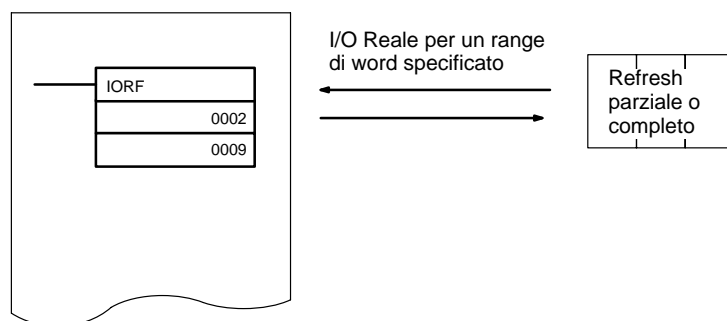 IORF
0002
0009
I/O Reale per un range
di word specificato
Refresh
parziale o
completo